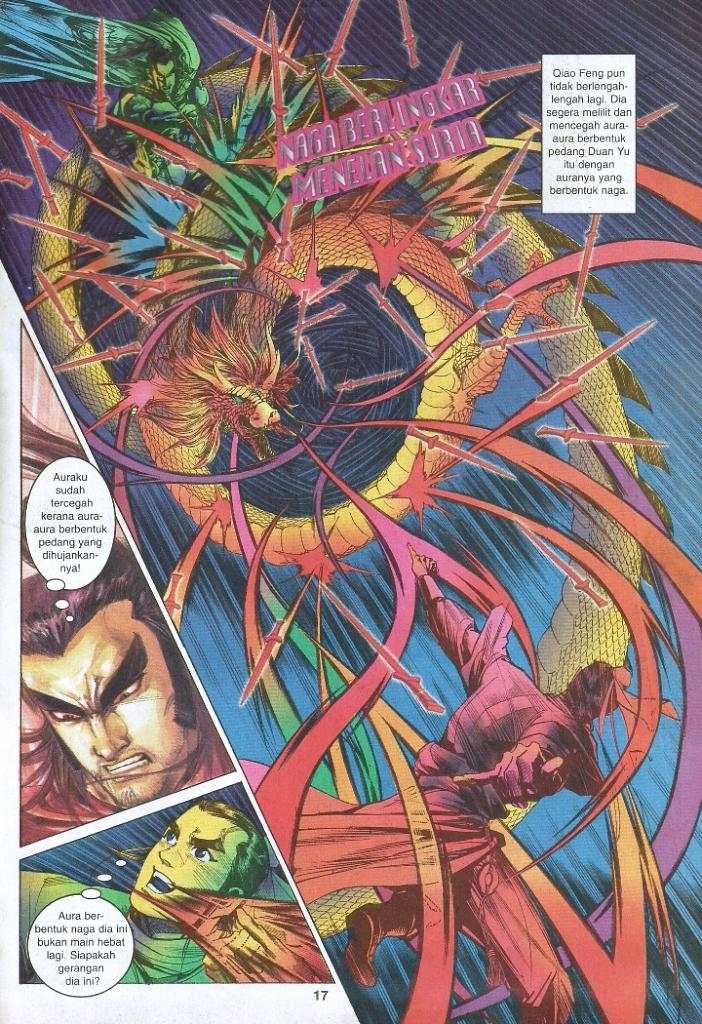 NAGA BERLINGKAR
MENELAN SURIA
Qiao Feng pun
tidak berlengah-
lengah lagi. Dia
segera melilit dan
mencegah aura-
aura berbentuk
pedang Duan Yu
itu dengan
auranya yang
berbentuk naga.
Auraku
sudah
tercegah
kerana aura-
aura berbentuk
pedang yang
dihujankan-
nya!
Aura ber-
bentuk naga dia ini
bukan main hebat
lagi. Siapakah
gerangan
dia ini?
17